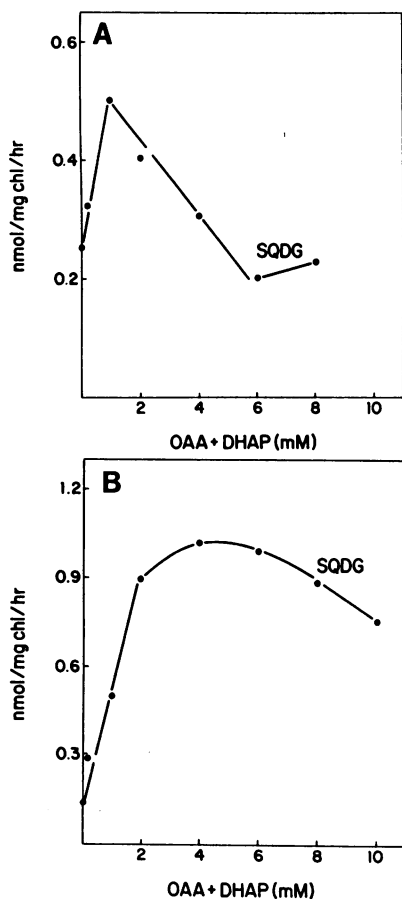 A
0.6
0.4
0.2
nmol/mg chl/hr
SQDG
2 4 6 8 10
OAA + DHAP (mM)
B
1.2
0.9
0.6
0.3
nmol/mg chl/hr
SQDG
2 4 6 8 10
OAA + DHAP (mM)